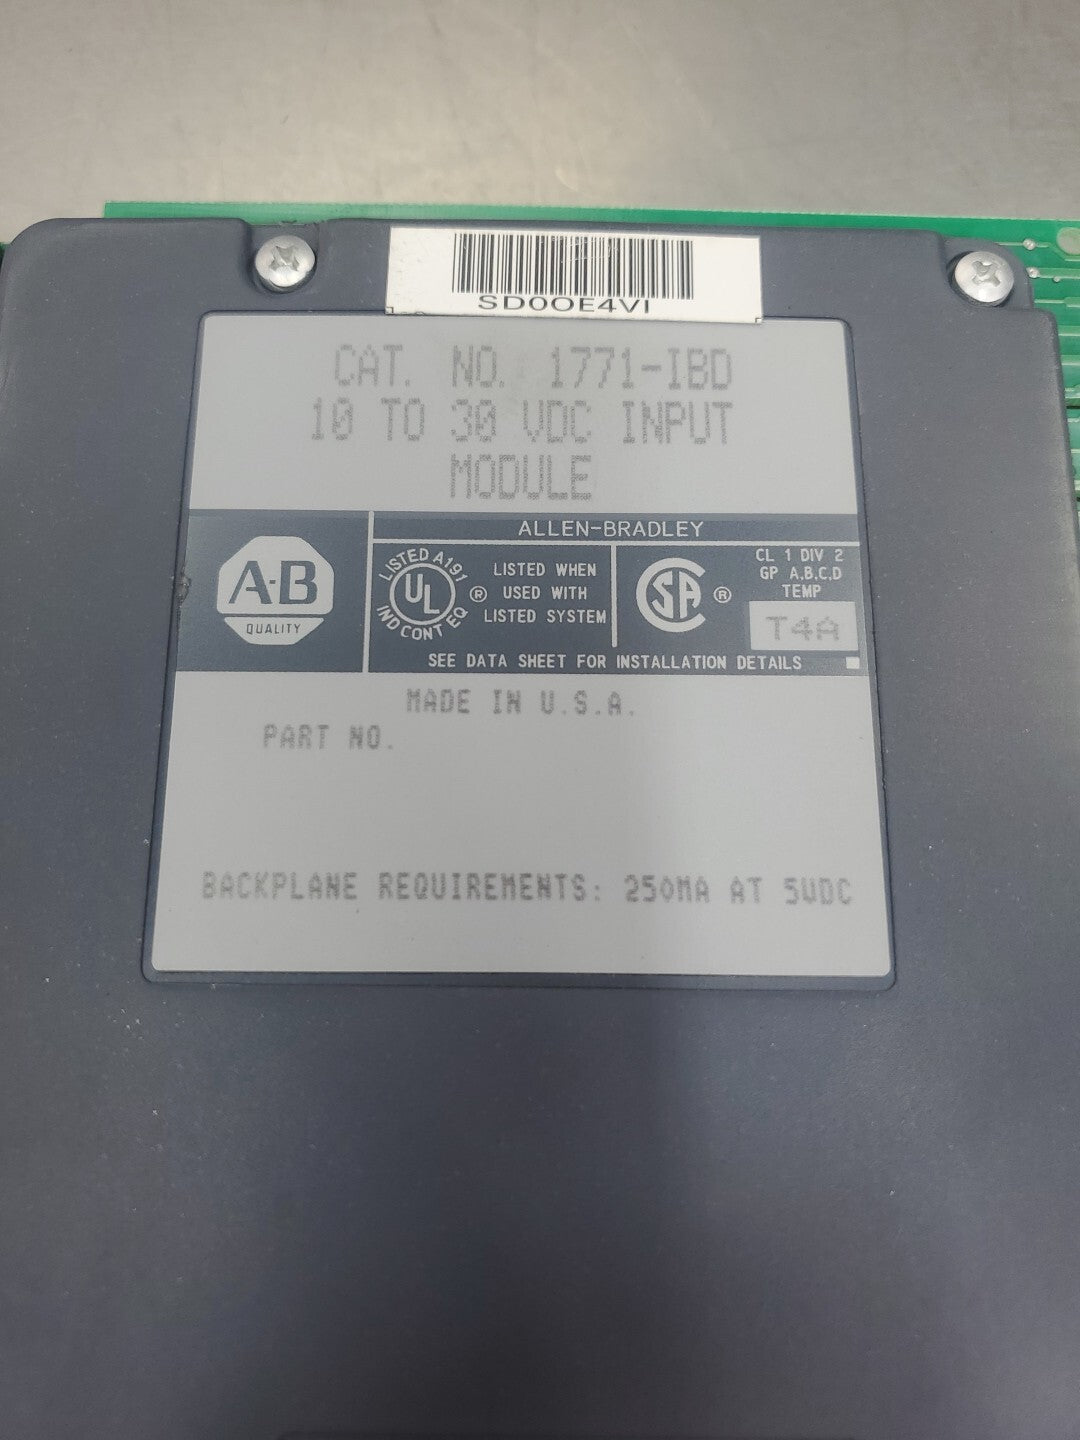 SD00E4VI
CAT. NO. 1771-IBD
10 TO 30 VDC INPUT
MODULE
ALLEN-BRADLEY
A-B
QUALITY
LISTED A191
UL
IND CONT EQ
®
LISTED WHEN
USED WITH
LISTED SYSTEM
SA ®
CL 1 DIV 2
GP A,B,C,D
TEMP
T4A
SEE DATA SHEET FOR INSTALLATION DETAILS
MADE IN U.S.A.
PART NO.
BACKPLANE REQUIREMENTS: 250MA AT 5VDC